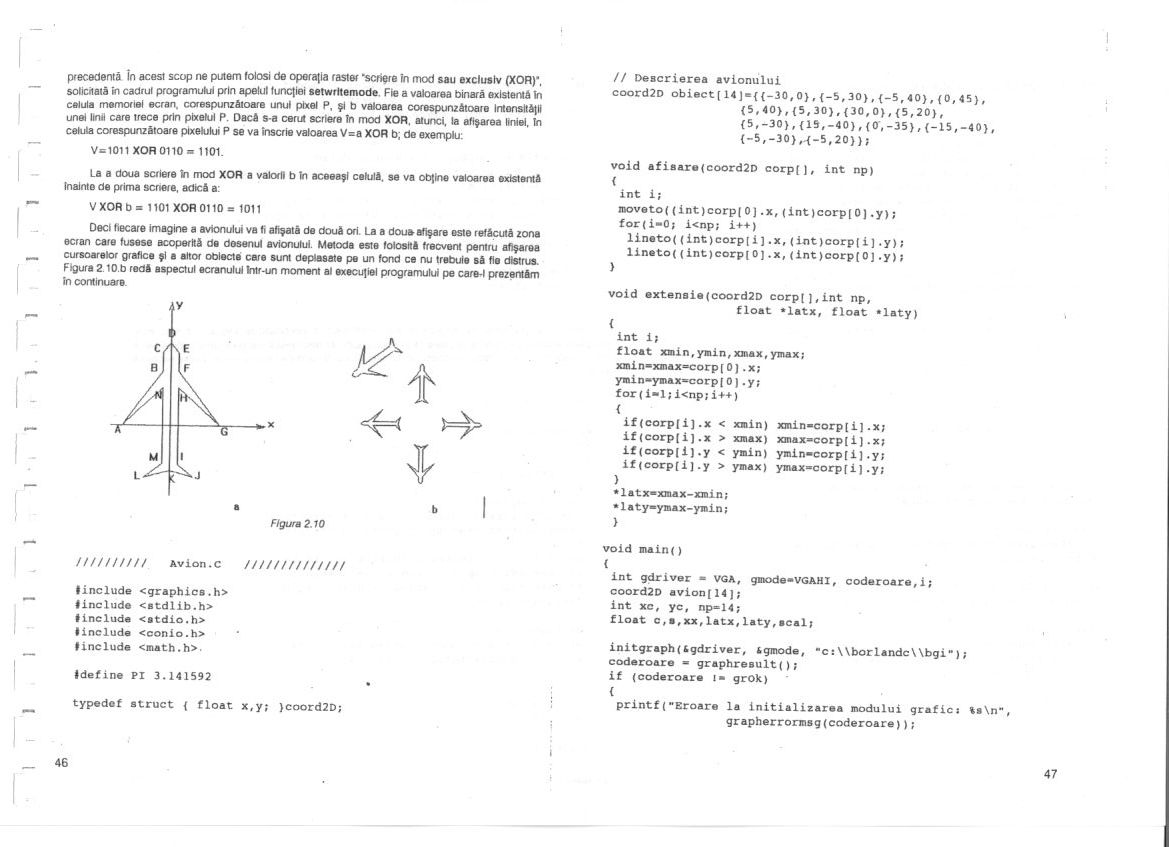 precedentă. În acest scop ne putem folosi de operaţia raster "scriere în mod sau exclusiv (XOR)",
solicitată în cadrul programului prin apelul funcţiei setwritemode. Fie a valoarea binară existentă în
celula memoriei ecran, corespunzătoare unui pixel P, şi b valoarea corespunzătoare intensităţii
unei linii care trece prin pixelul P. Dacă s-a cerut scriere în mod XOR, atunci, la afişarea liniei, în
celula corespunzătoare pixelului P se va înscrie valoarea V=a XOR b; de exemplu:
V=1011 XOR 0110 = 1101.
La a doua scriere în mod XOR a valorii b în aceeaşi celulă, se va obţine valoarea existentă
înainte de prima scriere, adică a:
V XOR b = 1101 XOR 0110 = 1011
Deci fiecare imagine a avionului va fi afişată de două ori. La a doua afişare este refăcută zona
ecran care fusese acoperită de desenul avionului. Metoda este folosită frecvent pentru afişarea
cursoarelor grafice şi a altor obiecte care sunt deplasate pe un fond ce nu trebuie să fie distrus.
Figura 2.10.b redă aspectul ecranului într-un moment al execuţiei programului pe care-l prezentăm
în continuare.
y
D
C E
B F
N H
A G x
M I
L K J
a b
Figura 2.10
////////// Avion.C //////////////
#include <graphics.h>
#include <stdlib.h>
#include <stdio.h>
#include <conio.h>
#include <math.h>
#define PI 3.141592
typedef struct { float x,y; }coord2D;
46
// Descrierea avionului
coord2D obiect[14]={{-30,0},{-5,30},{-5,40},{0,45},
{5,40},{5,30},{30,0},{5,20},
{5,-30},{15,-40},{0,-35},{-15,-40},
{-5,-30},{-5,20}};
void afisare(coord2D corp[], int np)
{
int i;
moveto((int)corp[0].x,(int)corp[0].y);
for(i=0; i<np; i++)
lineto((int)corp[i].x,(int)corp[i].y);
lineto((int)corp[0].x,(int)corp[0].y);
}
void extensie(coord2D corp[],int np,
float *latx, float *laty)
{
int i;
float xmin,ymin,xmax,ymax;
xmin=xmax=corp[0].x;
ymin=ymax=corp[0].y;
for(i=1;i<np;i++)
{
if(corp[i].x < xmin) xmin=corp[i].x;
if(corp[i].x > xmax) xmax=corp[i].x;
if(corp[i].y < ymin) ymin=corp[i].y;
if(corp[i].y > ymax) ymax=corp[i].y;
}
*latx=xmax-xmin;
*laty=ymax-ymin;
}
void main()
{
int gdriver = VGA, gmode=VGAHI, coderoare,i;
coord2D avion[14];
int xc, yc, np=14;
float c,s,xx,latx,laty,scal;
initgraph(&gdriver, &gmode, "c:\\borlandc\\bgi");
coderoare = graphresult();
if (coderoare != grOk)
{
printf("Eroare la initializarea modului grafic: %s\n",
grapherrormsg(coderoare));
47